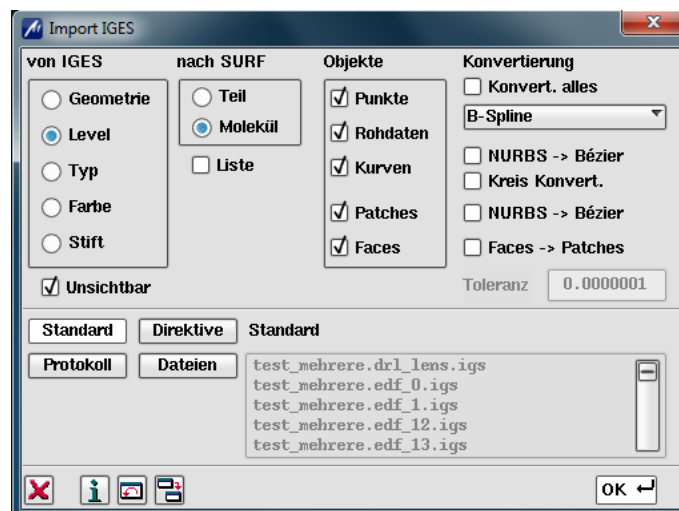 Import IGES
von IGES
nach SURF
Objekte
Konvertierung
Geometrie
Level
Typ
Farbe
Stift
Unsichtbar
Teil
Molekül
Liste
Punkte
Rohdaten
Kurven
Patches
Faces
Konvert. alles
B-Spline
NURBS -> Bézier
Kreis Konvert.
NURBS -> Bézier
Faces -> Patches
Toleranz 0.0000001
Standard Direktive Standard
Protokoll Dateien
test_mehrere.drl_lens.igs
test_mehrere.edf_0.igs
test_mehrere.edf_1.igs
test_mehrere.edf_12.igs
test_mehrere.edf_13.igs
OK